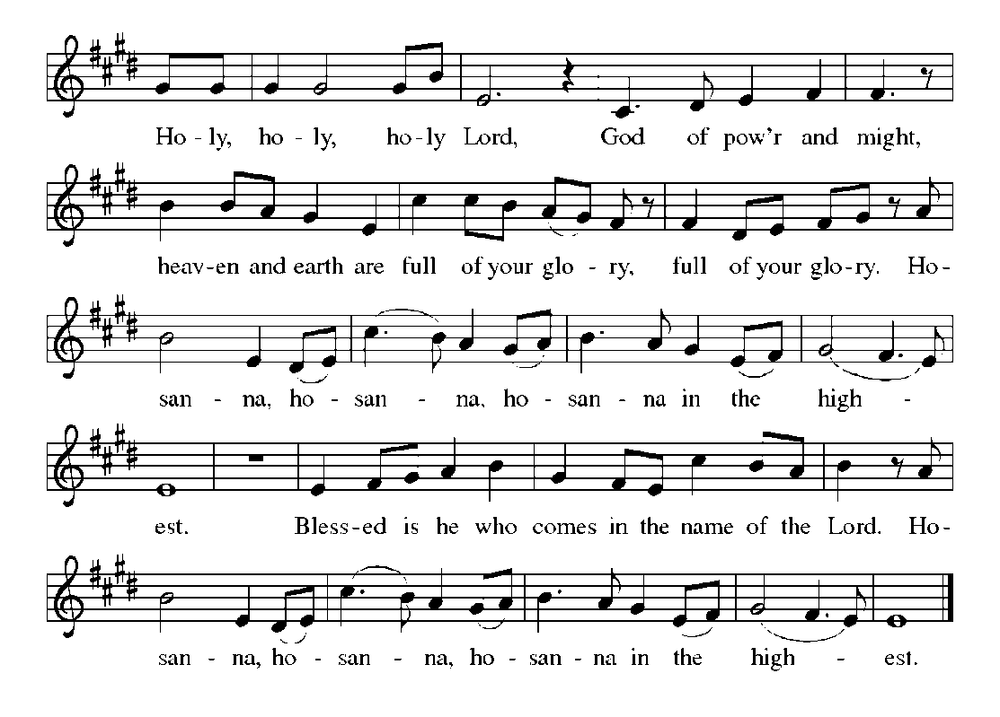 Ho - ly, ho - ly, ho - ly Lord, God of pow'r and might,
heav - en and earth are full of your glo - ry, full of your glo - ry. Ho -
san - na, ho - san - na, ho - san - na in the high -
est. Bless - ed is he who comes in the name of the Lord. Ho -
san - na, ho - san - na, ho - san - na in the high - est.